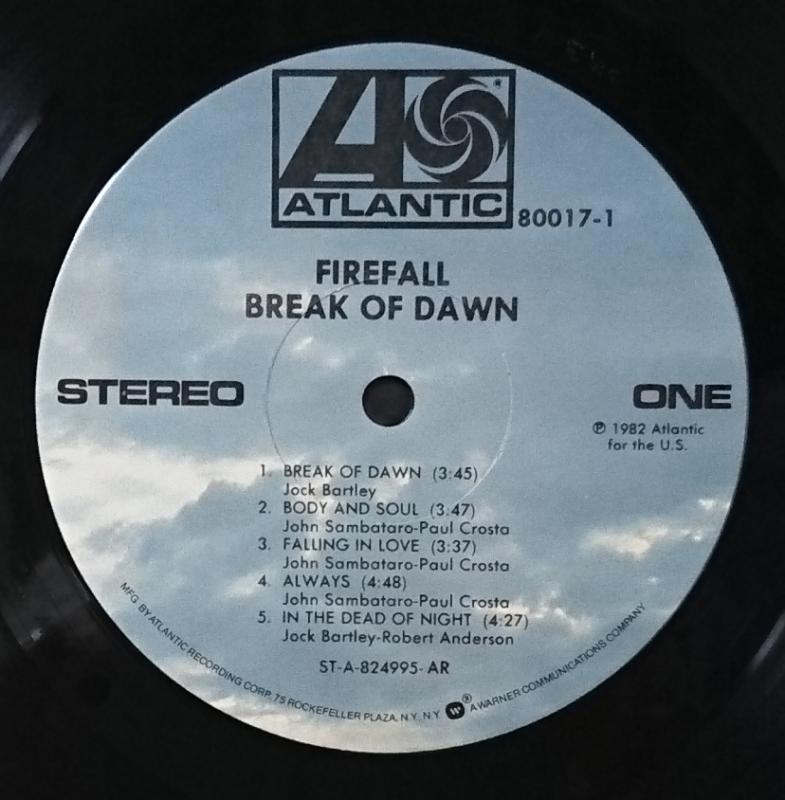 ATLANTIC
80017-1
FIREFALL
BREAK OF DAWN
STEREO
ONE
℗ 1982 Atlantic
for the U.S.
1. BREAK OF DAWN (3:45)
Jock Bartley
2. BODY AND SOUL (3:47)
John Sambataro-Paul Crosta
3. FALLING IN LOVE (3:37)
John Sambataro-Paul Crosta
4. ALWAYS (4:48)
John Sambataro-Paul Crosta
5. IN THE DEAD OF NIGHT (4:27)
Jock Bartley-Robert Anderson
ST-A-824995-AR
MFG BY ATLANTIC RECORDING CORP. 75 ROCKEFELLER PLAZA. N.Y. N.Y. ® A WARNER COMMUNICATIONS COMPANY